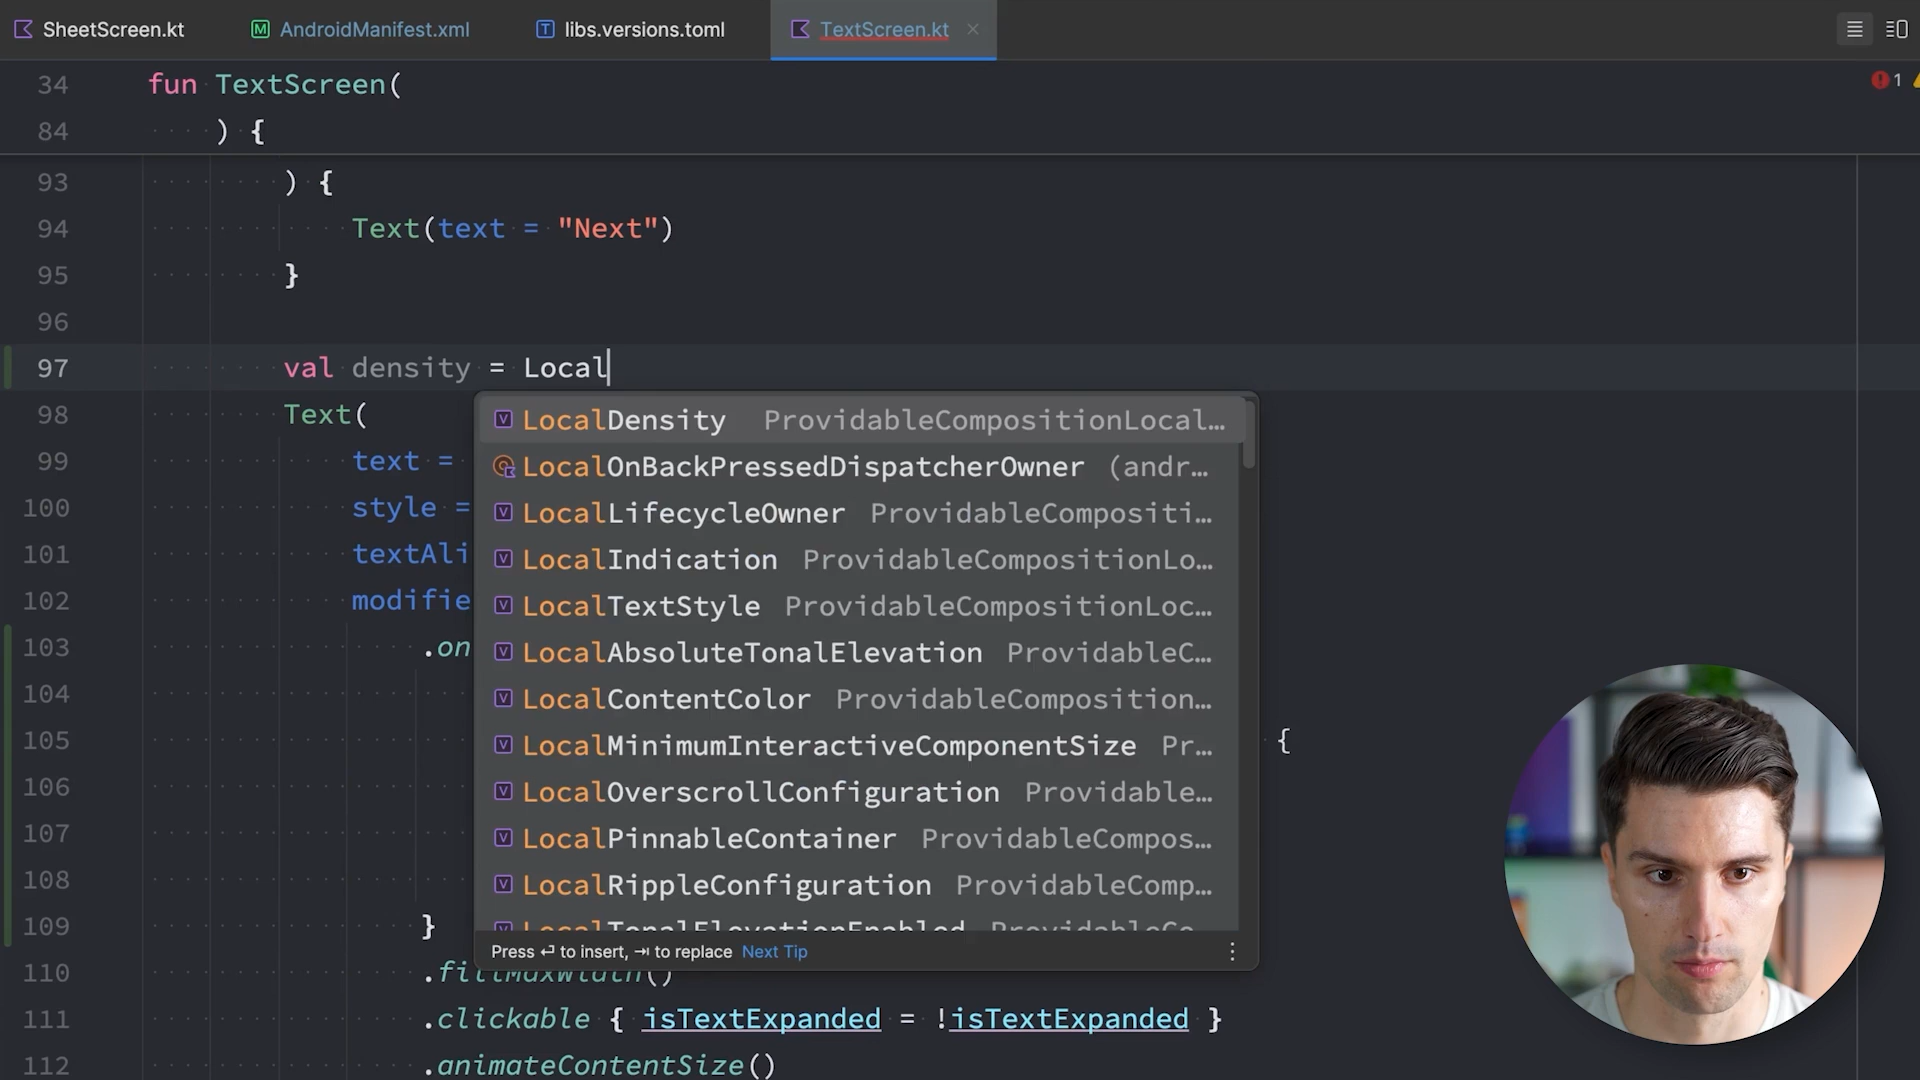 SheetScreen.kt AndroidManifest.xml libs.versions.toml TextScreen.kt
34 fun TextScreen( 1
84 ) {
93 ) {
94 Text(text = "Next")
95 }
96
97 val density = Local
98 Text(
LocalDensity ProvidableCompositionLocal…
99 text =
LocalOnBackPressedDispatcherOwner (andr…
100 style =
LocalLifecycleOwner ProvidableCompositi…
101 textAli
LocalIndication ProvidableCompositionLo…
102 modifie
LocalTextStyle ProvidableCompositionLoc…
103 .on
LocalAbsoluteTonalElevation ProvidableC…
104
LocalContentColor ProvidableComposition…
105 {
LocalMinimumInteractiveComponentSize Pr…
106
LocalOverscrollConfiguration Providable…
107
LocalPinnableContainer ProvidableCompos…
108
LocalRippleConfiguration ProvidableComp…
109 }
LocalTonalElevationEnabled ProvidableCo
Press ⏎ to insert, ⇥ to replace Next Tip
110 .fillMaxWidth()
111 .clickable { isTextExpanded = !isTextExpanded }
112 .animateContentSize()